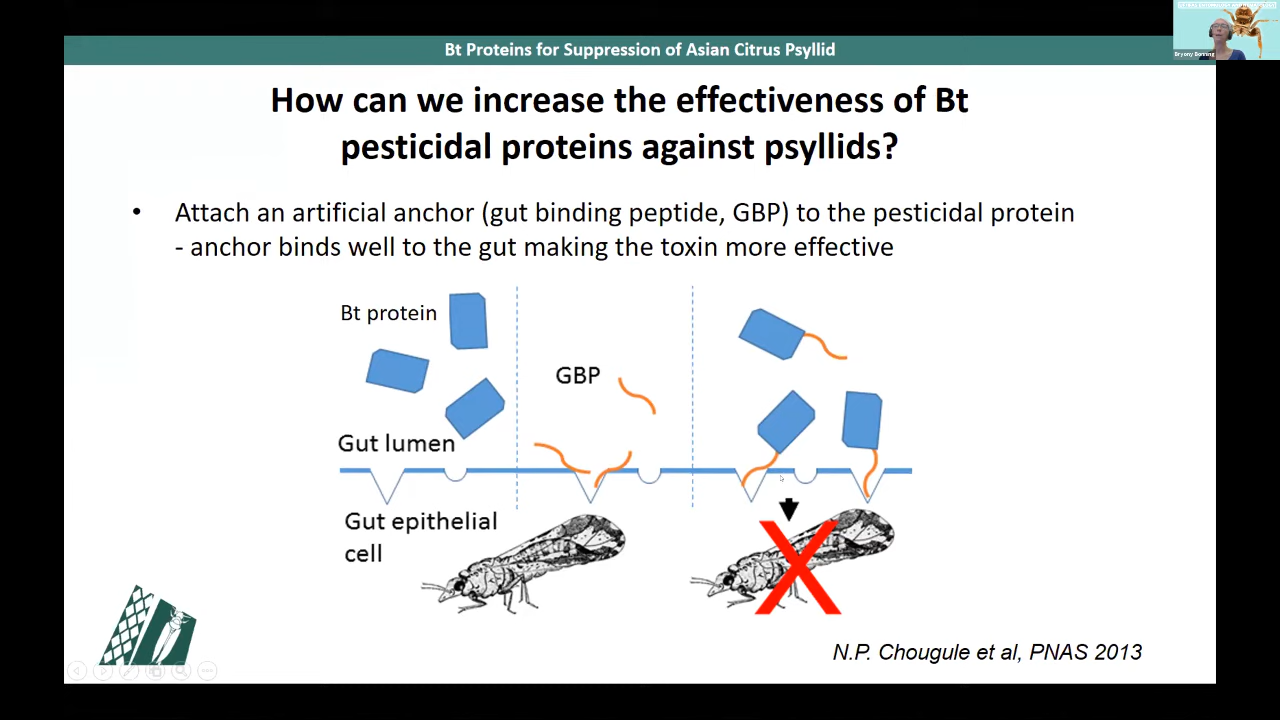 Bt Proteins for Suppression of Asian Citrus Psyllid
Bryony Bonning
How can we increase the effectiveness of Bt
pesticidal proteins against psyllids?
• Attach an artificial anchor (gut binding peptide, GBP) to the pesticidal protein
- anchor binds well to the gut making the toxin more effective
Bt protein
GBP
Gut lumen
Gut epithelial
cell
N.P. Chougule et al, PNAS 2013